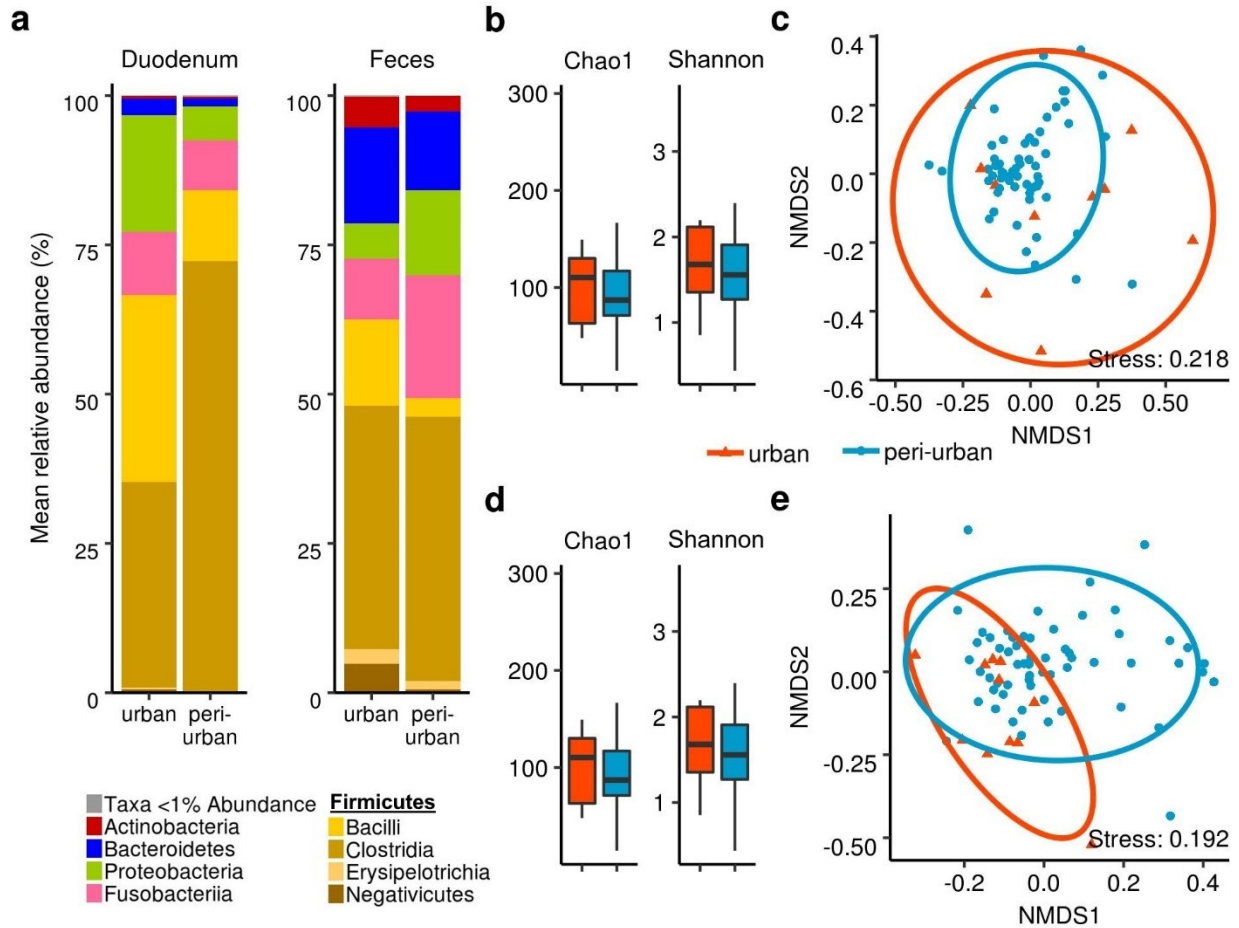 a
Duodenum
Feces
Mean relative abundance (%)
100
75
50
25
0
urban
peri-
urban
100
75
50
25
0
urban
peri-
urban
Taxa <1% Abundance
Actinobacteria
Bacteroidetes
Proteobacteria
Fusobacteriia
Firmicutes
Bacilli
Clostridia
Erysipelotrichia
Negativicutes
b
Chao1
Shannon
300
200
100
3
2
1
c
0.4
0.2
0.0
-0.2
-0.4
-0.6
NMDS2
Stress: 0.218
-0.50
-0.25
0.00
0.25
0.50
NMDS1
urban
peri-urban
d
Chao1
Shannon
300
200
100
3
2
1
e
0.25
0.00
-0.25
-0.50
NMDS2
Stress: 0.192
-0.2
0.0
0.2
0.4
NMDS1